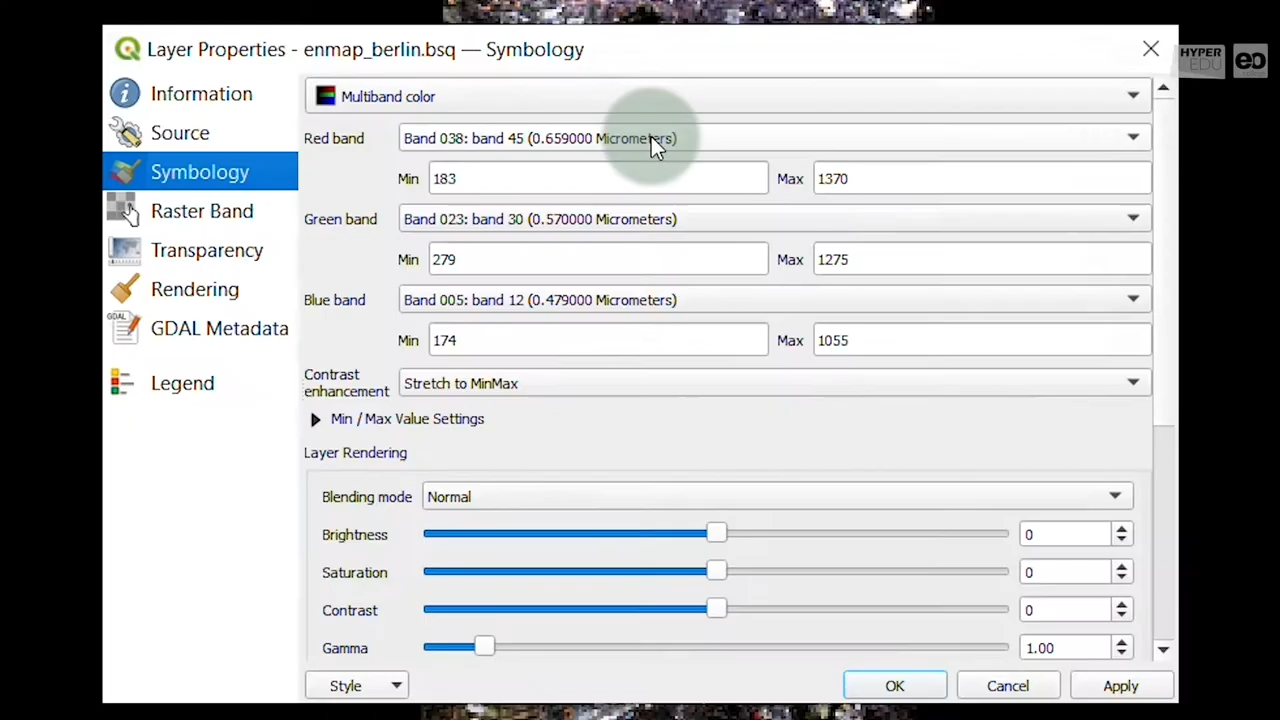 Layer Properties - enmap_berlin.bsq — Symbology
HYPER
EDU
eo
Information
Source
Symbology
Raster Band
Transparency
Rendering
GDAL
GDAL Metadata
Legend
Multiband color
Red band Band 038: band 45 (0.659000 Micrometers)
Min 183 Max 1370
Green band Band 023: band 30 (0.570000 Micrometers)
Min 279 Max 1275
Blue band Band 005: band 12 (0.479000 Micrometers)
Min 174 Max 1055
Contrast
enhancement Stretch to MinMax
Min / Max Value Settings
Layer Rendering
Blending mode Normal
Brightness 0
Saturation 0
Contrast 0
Gamma 1.00
Style OK Cancel Apply